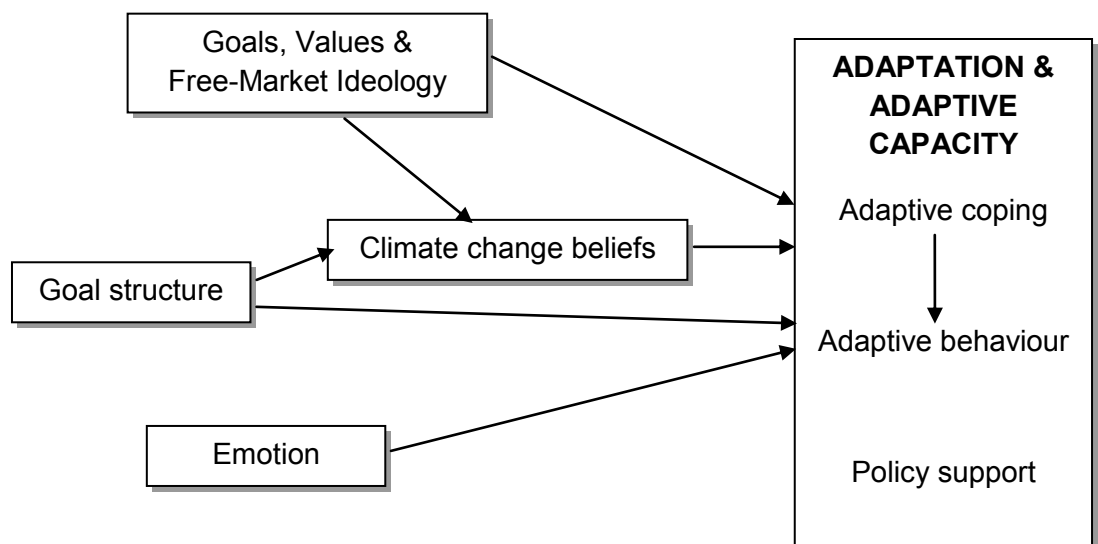 Goals, Values &
Free-Market Ideology
ADAPTATION &
ADAPTIVE
CAPACITY
Adaptive coping
Climate change beliefs
Goal structure
Adaptive behaviour
Emotion
Policy support